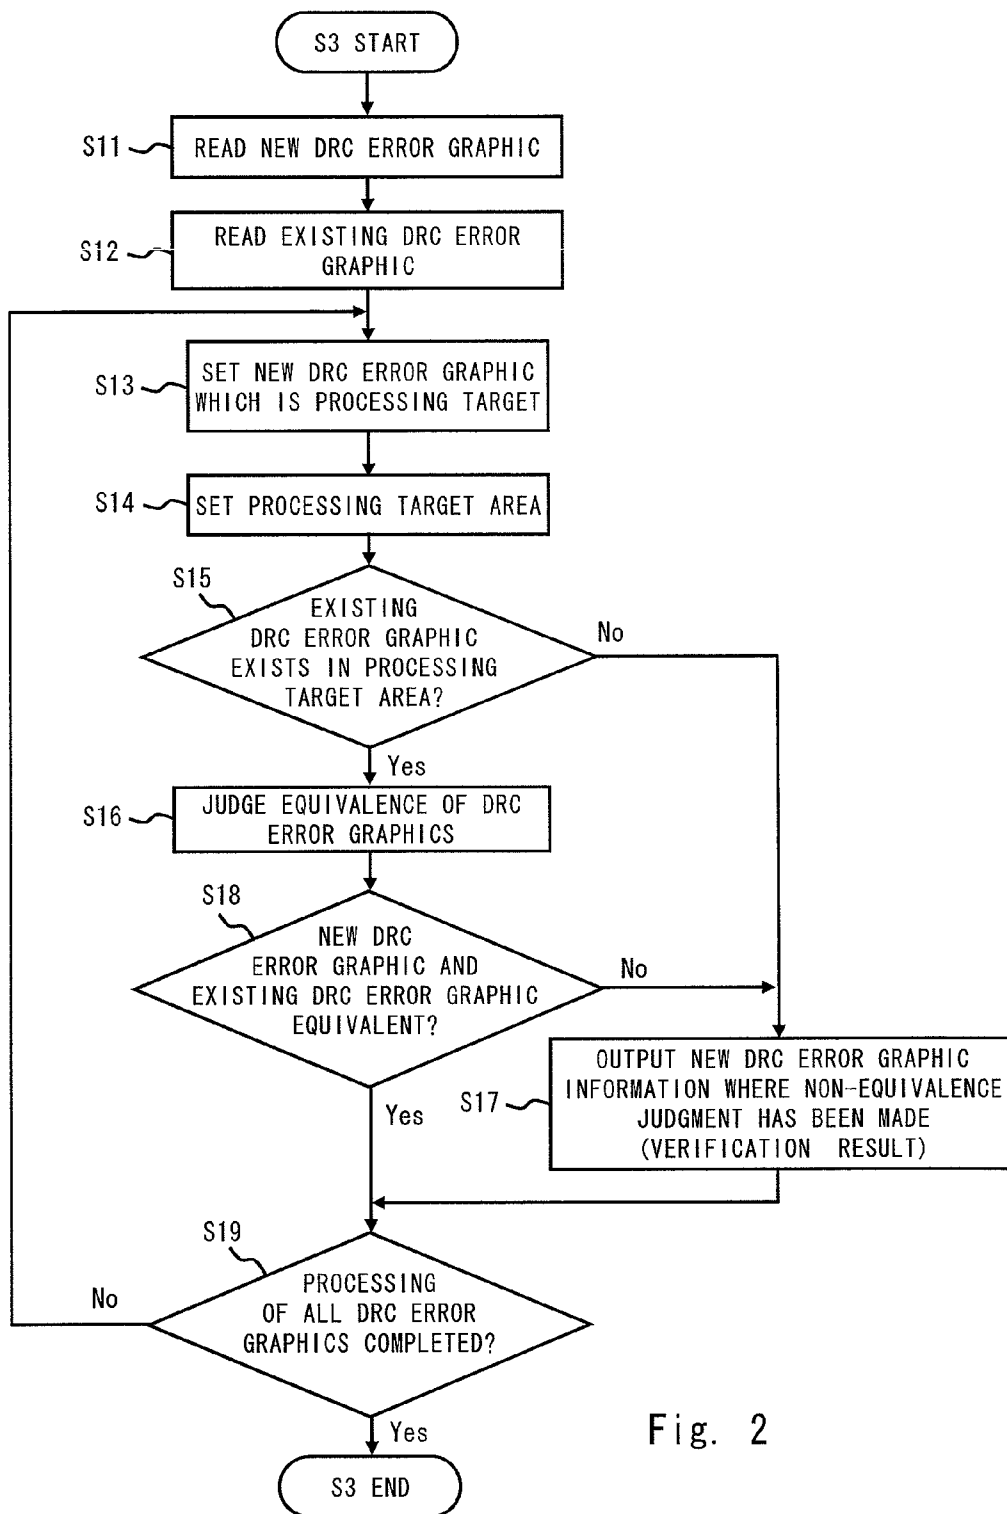 S3 START
S11
READ NEW DRC ERROR GRAPHIC
S12
READ EXISTING DRC ERROR
GRAPHIC
S13
SET NEW DRC ERROR GRAPHIC
WHICH IS PROCESSING TARGET
S14
SET PROCESSING TARGET AREA
S15
EXISTING
DRC ERROR GRAPHIC
EXISTS IN PROCESSING
TARGET AREA?
No
Yes
S16
JUDGE EQUIVALENCE OF DRC
ERROR GRAPHICS
S18
NEW DRC
ERROR GRAPHIC AND
EXISTING DRC ERROR GRAPHIC
EQUIVALENT?
No
Yes
S17
OUTPUT NEW DRC ERROR GRAPHIC
INFORMATION WHERE NON-EQUIVALENCE
JUDGMENT HAS BEEN MADE
(VERIFICATION RESULT)
S19
PROCESSING
OF ALL DRC ERROR
GRAPHICS COMPLETED?
No
Yes
S3 END
Fig. 2